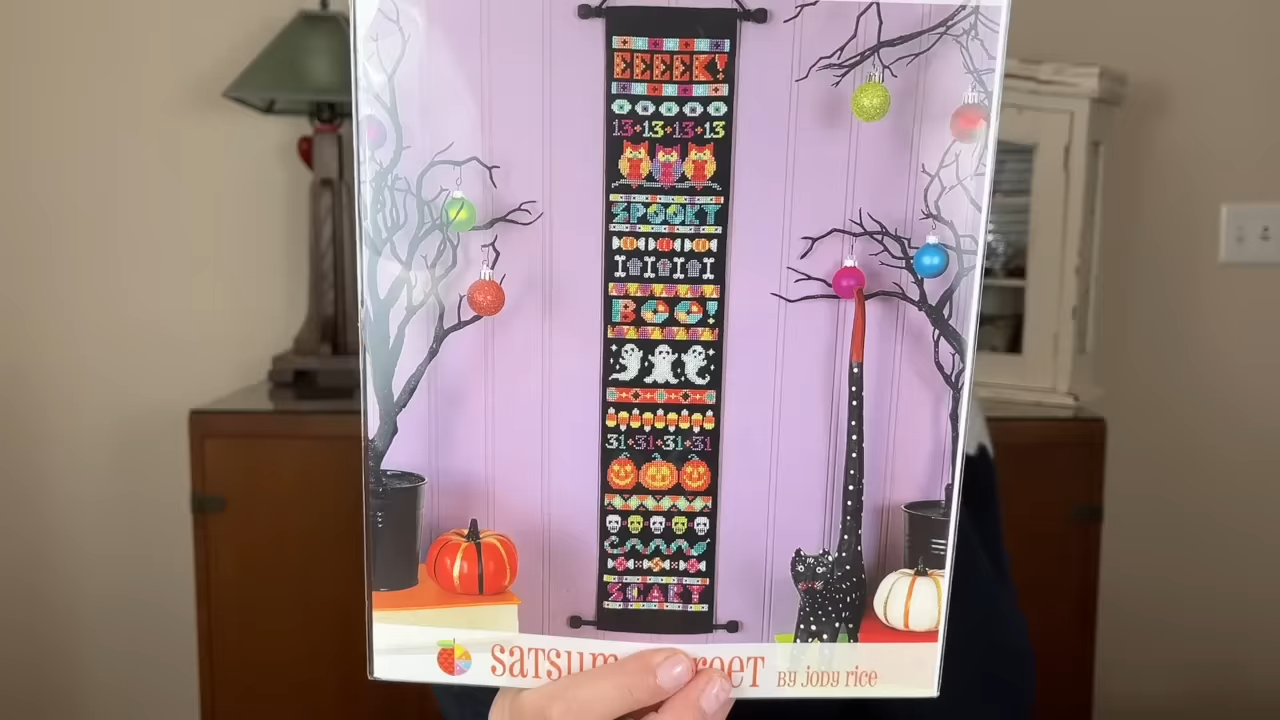 EEEEK!
13+13+13+13
SPOOKY
BOO!
31+31+31+31
SCARY
BY JODY RICE